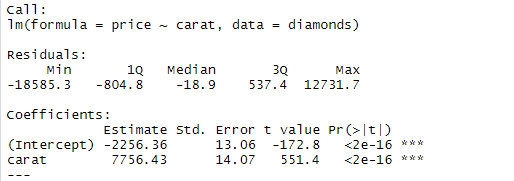 Call:
lm(formula = price ~ carat, data = diamonds)
Residuals:
Min 1Q Median 3Q Max
-18585.3 -804.8 -18.9 537.4 12731.7
Coefficients:
Estimate Std. Error t value Pr(>|t|)
(Intercept) -2256.36 13.06 -172.8 <2e-16 ***
carat 7756.43 14.07 551.4 <2e-16 ***
---